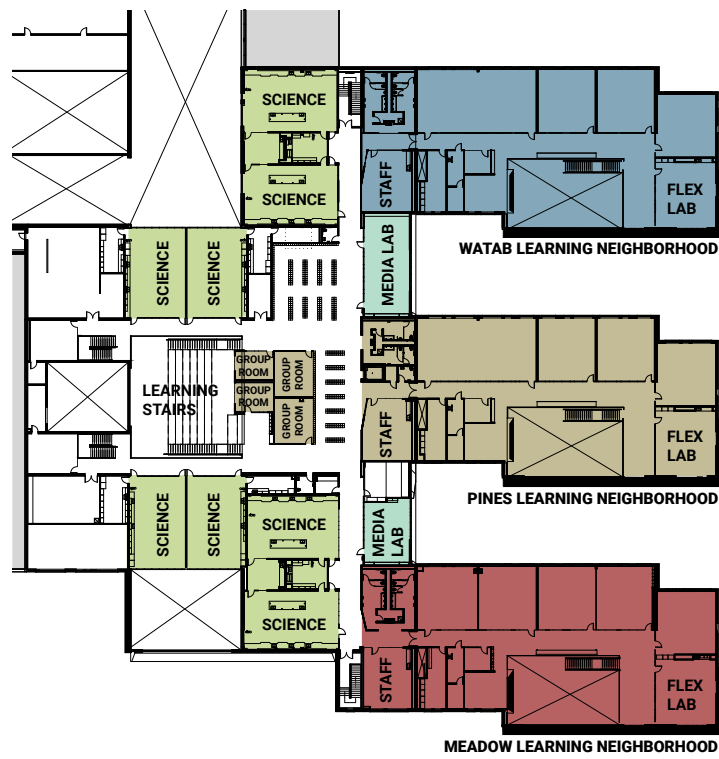 SCIENCE
SCIENCE
STAFF
FLEX
LAB
WATAB LEARNING NEIGHBORHOOD
SCIENCE
SCIENCE
MEDIA LAB
GROUP
ROOM
GROUP
ROOM
GROUP
ROOM
GROUP
ROOM
LEARNING
STAIRS
STAFF
FLEX
LAB
PINES LEARNING NEIGHBORHOOD
SCIENCE
SCIENCE
SCIENCE
MEDIA
LAB
SCIENCE
STAFF
FLEX
LAB
MEADOW LEARNING NEIGHBORHOOD